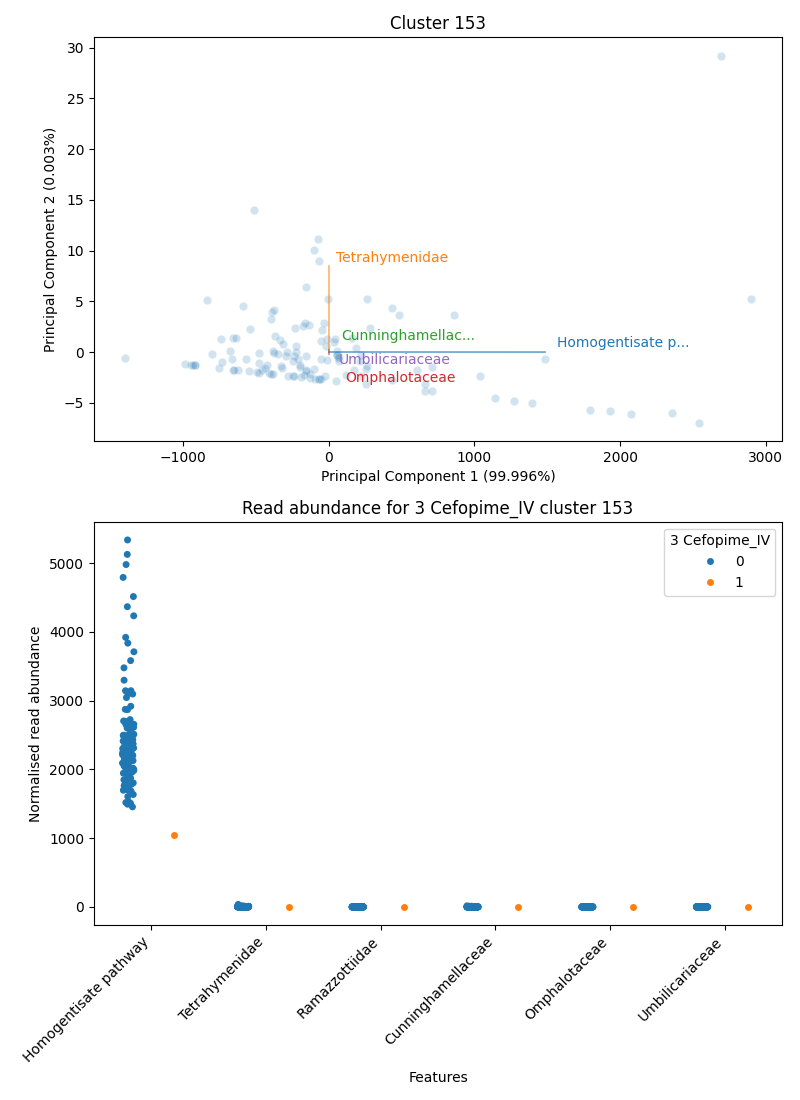 Cluster 153
30
25
20
15
10
5
0
−5
Principal Component 2 (0.003%)
Tetrahymenidae
Cunninghamellac...
Homogentisate p...
Umbilicariaceae
Omphalotaceae
−1000
0
1000
2000
3000
Principal Component 1 (99.996%)
Read abundance for 3 Cefopime_IV cluster 153
3 Cefopime_IV
0
1
5000
4000
3000
2000
1000
0
Normalised read abundance
Homogentisate pathway
Tetrahymenidae
Ramazzottiidae
Cunninghamellaceae
Omphalotaceae
Umbilicariaceae
Features